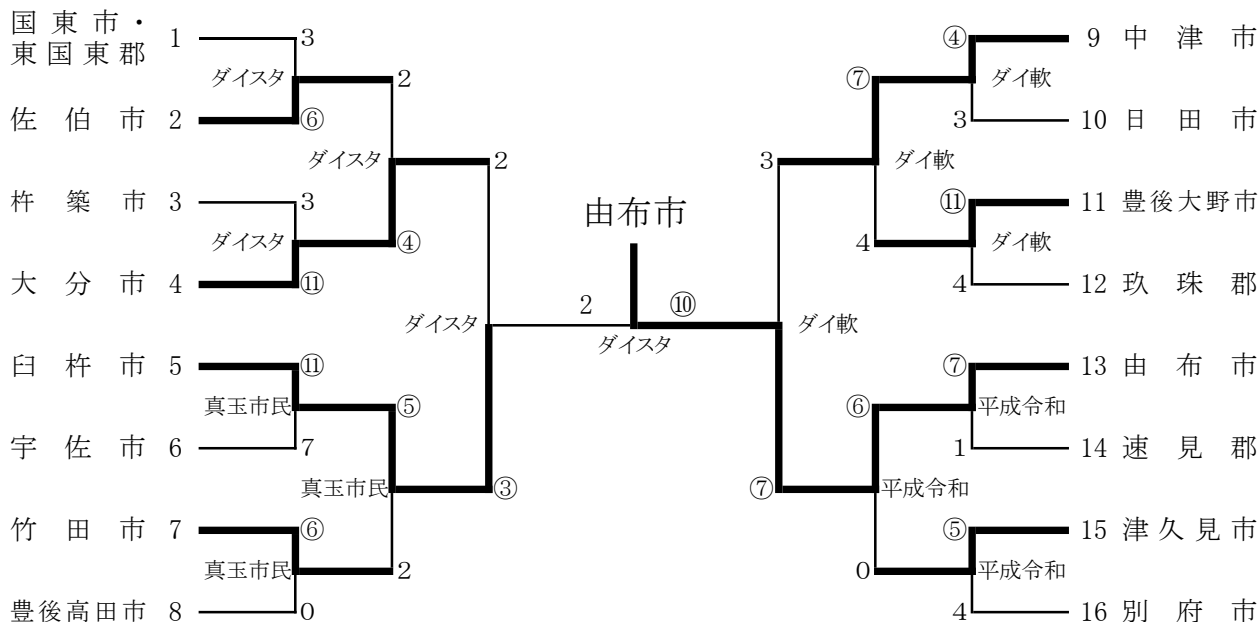 国東市・
東国東郡
1
3
ダイスタ
2
佐伯市 2
⑥
ダイスタ
2
杵築市 3
3
ダイスタ
④
大分市 4
⑪
ダイスタ
臼杵市 5
⑪
真玉市民
⑤
宇佐市 6
7
真玉市民
③
竹田市 7
⑥
真玉市民
2
豊後高田市 8
0
由布市
2
⑩
ダイスタ
④
9 中津市
⑦
ダイ軟
3
10 日田市
3
ダイ軟
⑪
11 豊後大野市
4
ダイ軟
4
12 玖珠郡
ダイ軟
⑦
13 由布市
⑥
平成令和
1
14 速見郡
⑦
平成令和
⑤
15 津久見市
0
平成令和
4
16 別府市